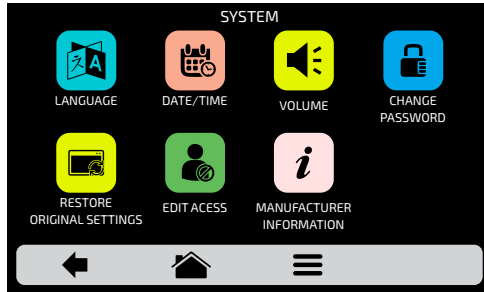 SYSTEM
LANGUAGE
DATE/TIME
VOLUME
CHANGE
PASSWORD
RESTORE
ORIGINAL SETTINGS
EDIT ACESS
MANUFACTURER
INFORMATION